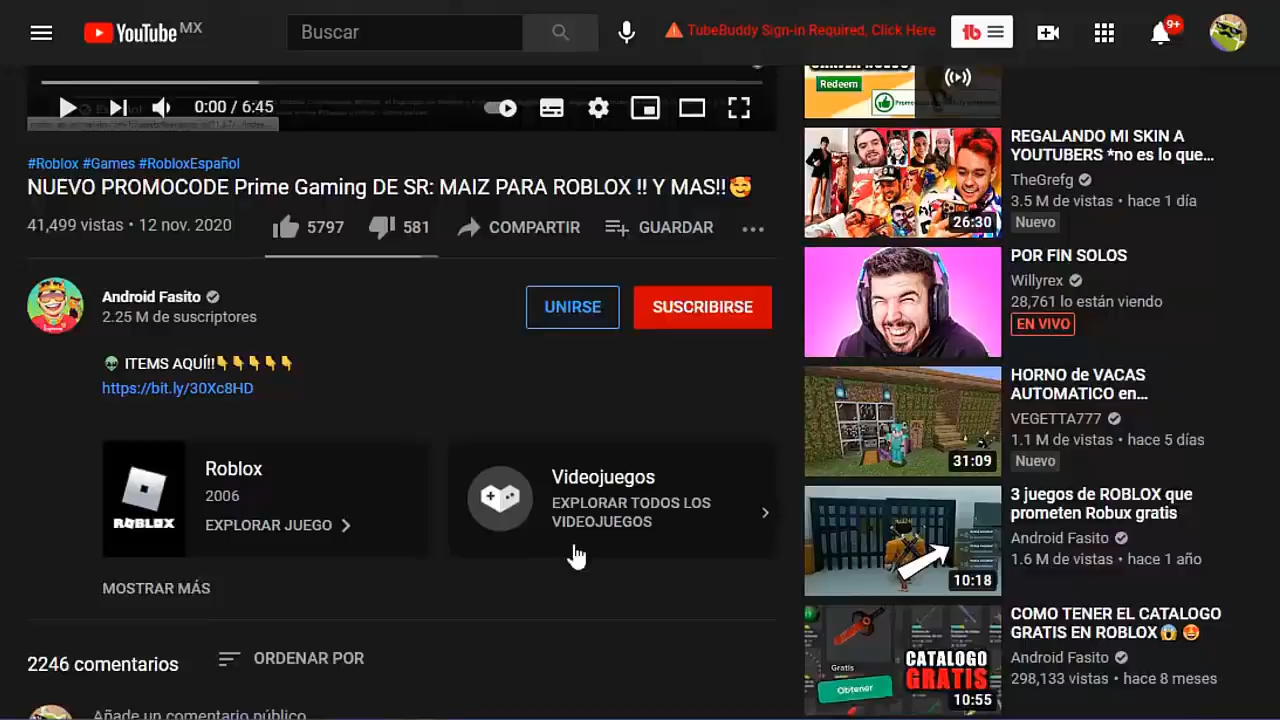 YouTube MX
Buscar
TubeBuddy Sign-in Required, Click Here
tb
9+
0:00 / 6:45
#Roblox #Games #RobloxEspañol
NUEVO PROMOCODE Prime Gaming DE SR: MAIZ PARA ROBLOX !! Y MAS!!🥰
41,499 vistas • 12 nov. 2020
5797
581
COMPARTIR
GUARDAR
Android Fasito
2.25 M de suscriptores
UNIRSE
SUSCRIBIRSE
👽 ITEMS AQUÍ!!👇👇👇👇👇
https://bit.ly/30Xc8HD
ROBLOX
Roblox
2006
EXPLORAR JUEGO
Videojuegos
EXPLORAR TODOS LOS
VIDEOJUEGOS
MOSTRAR MÁS
2246 comentarios
ORDENAR POR
Añade un comentario público
Redeem
REGALANDO MI SKIN A
YOUTUBERS *no es lo que...
TheGrefg
3.5 M de vistas • hace 1 día
Nuevo
26:30
POR FIN SOLOS
Willyrex
28,761 lo están viendo
EN VIVO
HORNO de VACAS
AUTOMATICO en...
VEGETTA777
1.1 M de vistas • hace 5 días
Nuevo
31:09
3 juegos de ROBLOX que
prometen Robux gratis
Android Fasito
1.6 M de vistas • hace 1 año
10:18
COMO TENER EL CATALOGO
GRATIS EN ROBLOX😱🤩
Android Fasito
298,133 vistas • hace 8 meses
Gratis
Obtener
CATALOGO
GRATIS
10:55